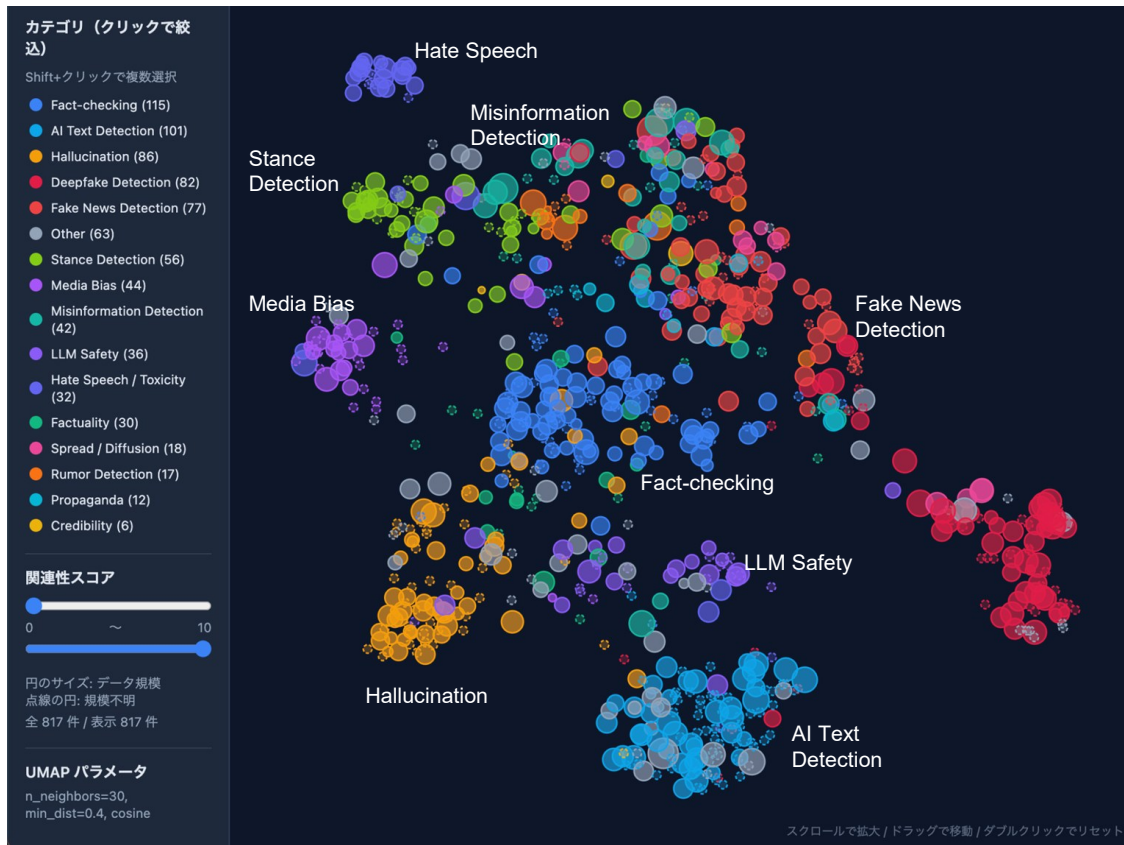 カテゴリ（クリックで絞
込）
Shift+クリックで複数選択
Fact-checking (115)
AI Text Detection (101)
Hallucination (86)
Deepfake Detection (82)
Fake News Detection (77)
Other (63)
Stance Detection (56)
Media Bias (44)
Misinformation Detection
(42)
LLM Safety (36)
Hate Speech / Toxicity
(32)
Factuality (30)
Spread / Diffusion (18)
Rumor Detection (17)
Propaganda (12)
Credibility (6)
関連性スコア
0 〜 10
円のサイズ: データ規模
点線の円: 規模不明
全 817 件 / 表示 817 件
UMAP パラメータ
n_neighbors=30,
min_dist=0.4, cosine
Hate Speech
Misinformation
Detection
Stance
Detection
Media Bias
Fake News
Detection
Fact-checking
LLM Safety
Hallucination
AI Text
Detection
スクロールで拡大 / ドラッグで移動 / ダブルクリックでリセット